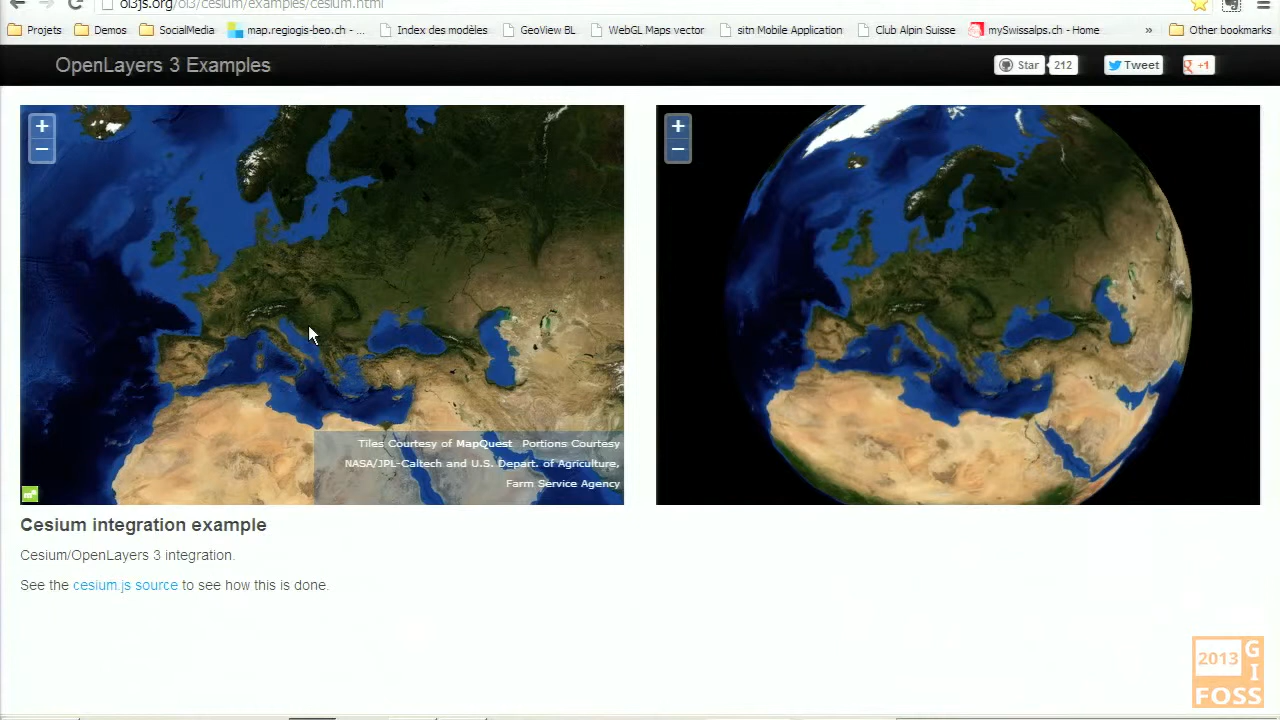 ol3js.org/ol3/cesium/examples/cesium.html
Projets Demos SocialMedia map.apps.be.ch - ... Index des modèles GeoView BL WebGL Maps vector sitn Mobile Application Club Alpin Suisse mySwissalps.ch - Home » Other bookmarks
OpenLayers 3 Examples
Star 212 Tweet +1
+
−
+
−
Tiles Courtesy of MapQuest Portions Courtesy
NASA/JPL-Caltech and U.S. Depart. of Agriculture,
Farm Service Agency
Cesium integration example
Cesium/OpenLayers 3 integration.
See the cesium.js source to see how this is done.
2013
GI
FOSS